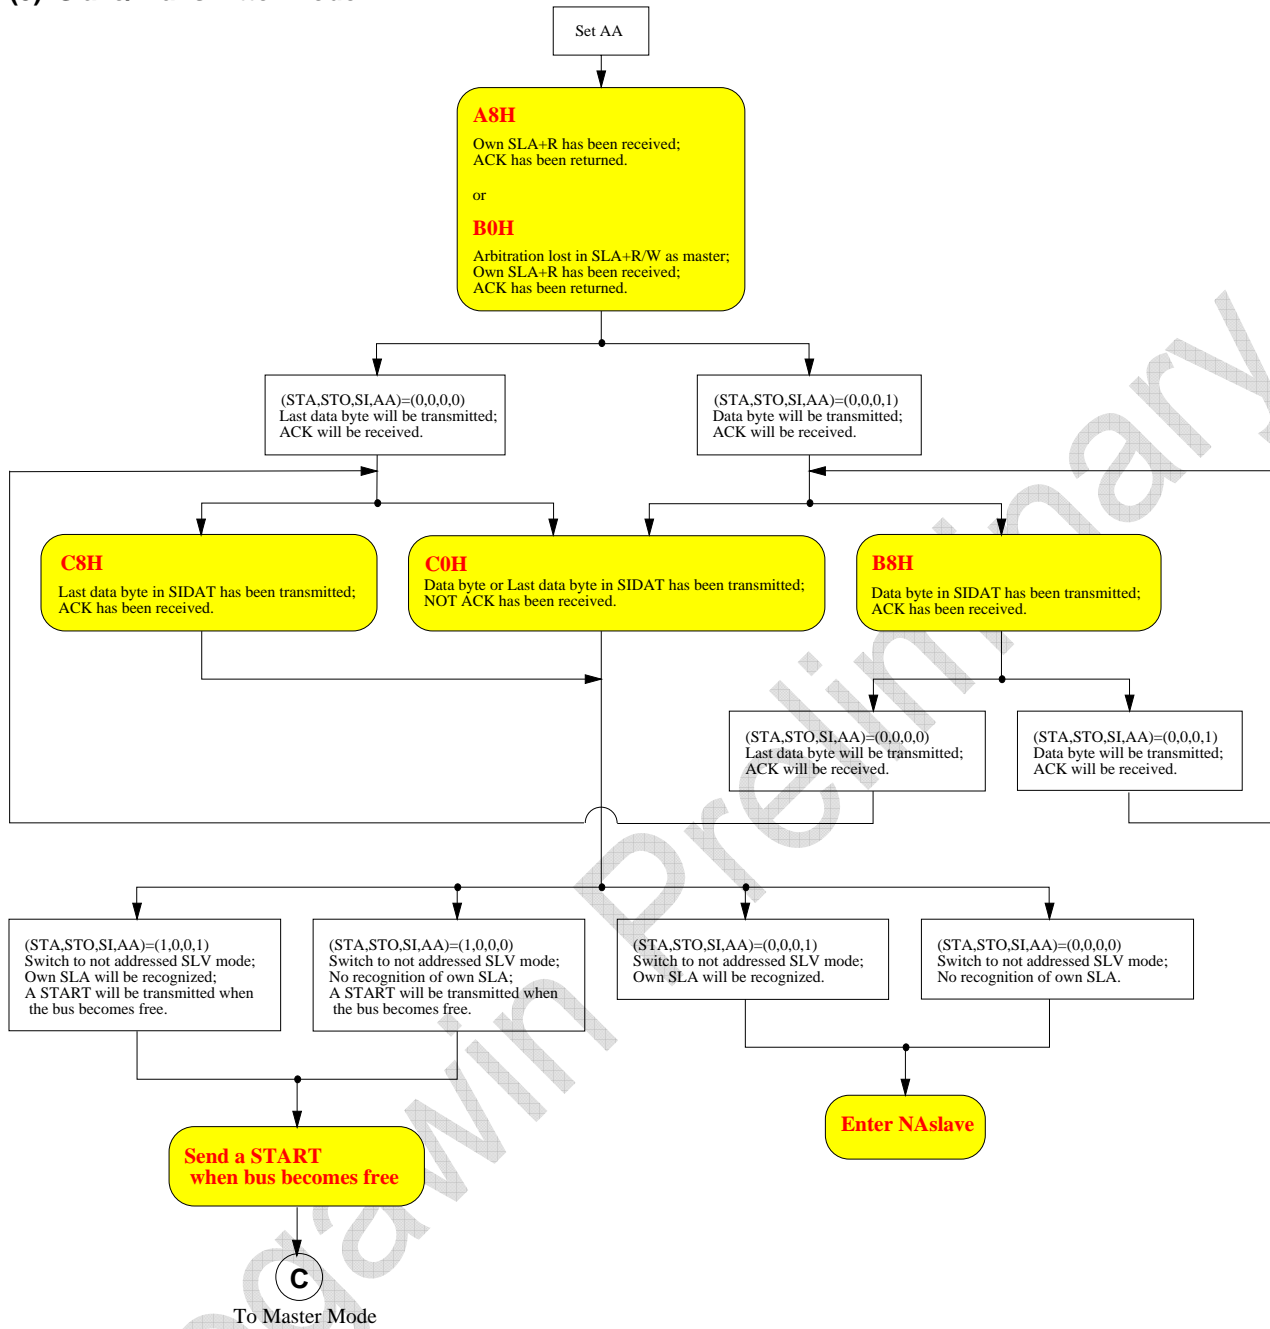 Set AA
A8H
Own SLA+R has been received;
ACK has been returned.
or
B0H
Arbitration lost in SLA+R/W as master;
Own SLA+R has been received;
ACK has been returned.
(STA,STO,SI,AA)=(0,0,0,0)
Last data byte will be transmitted;
ACK will be received.
(STA,STO,SI,AA)=(0,0,0,1)
Data byte will be transmitted;
ACK will be received.
C8H
Last data byte in SIDAT has been transmitted;
ACK has been received.
C0H
Data byte or Last data byte in SIDAT has been transmitted;
NOT ACK has been received.
B8H
Data byte in SIDAT has been transmitted;
ACK has been received.
(STA,STO,SI,AA)=(0,0,0,0)
Last data byte will be transmitted;
ACK will be received.
(STA,STO,SI,AA)=(0,0,0,1)
Data byte will be transmitted;
ACK will be received.
(STA,STO,SI,AA)=(1,0,0,1)
Switch to not addressed SLV mode;
Own SLA will be recognized;
A START will be transmitted when
the bus becomes free.
(STA,STO,SI,AA)=(1,0,0,0)
Switch to not addressed SLV mode;
No recognition of own SLA;
A START will be transmitted when
the bus becomes free.
(STA,STO,SI,AA)=(0,0,0,1)
Switch to not addressed SLV mode;
Own SLA will be recognized.
(STA,STO,SI,AA)=(0,0,0,0)
Switch to not addressed SLV mode;
No recognition of own SLA.
Send a START
when bus becomes free
Enter NAslave
C
To Master Mode
Preliminary